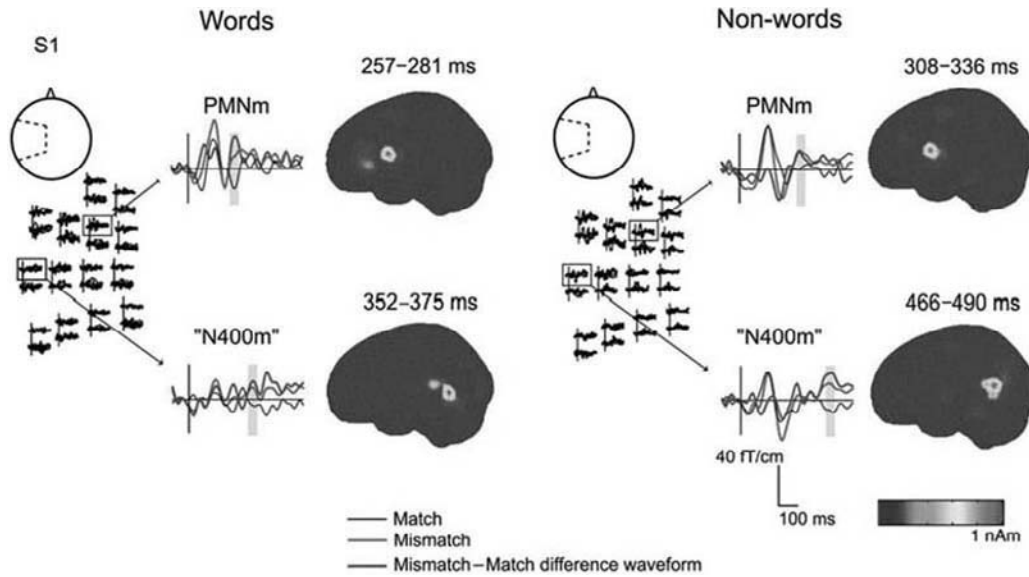 Words
Non-words
S1
257–281 ms
308–336 ms
PMNm
PMNm
352–375 ms
466–490 ms
"N400m"
"N400m"
40 fT/cm
100 ms
1 nAm
Match
Mismatch
Mismatch–Match difference waveform